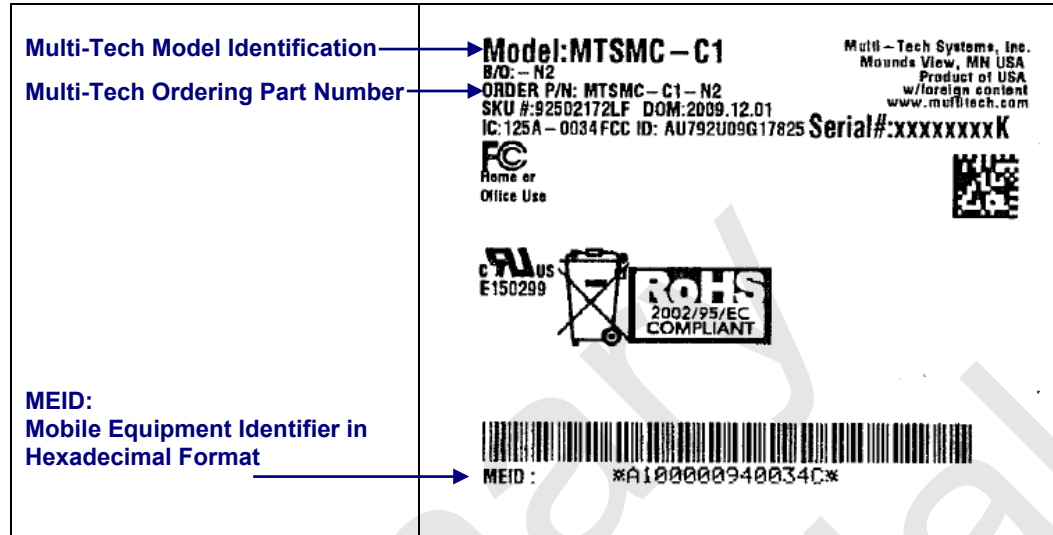 Multi-Tech Model Identification
Multi-Tech Ordering Part Number
Model:MTSMC-C1
B/O:-N2
ORDER P/N: MTSMC-C1-N2
SKU #:92502172LF DOM:2009.12.01
IC:125A-0034 FCC ID: AU792U09G17825
Multi-Tech Systems, Inc.
Mounds View, MN USA
Product of USA
w/foreign content
www.multitech.com
Serial#:xxxxxxxxK
FC
Home or
Office Use
C RU US
E150299
RoHS
2002/95/EC
COMPLIANT
MEID:
Mobile Equipment Identifier in
Hexadecimal Format
MEID : *A100000940034C*